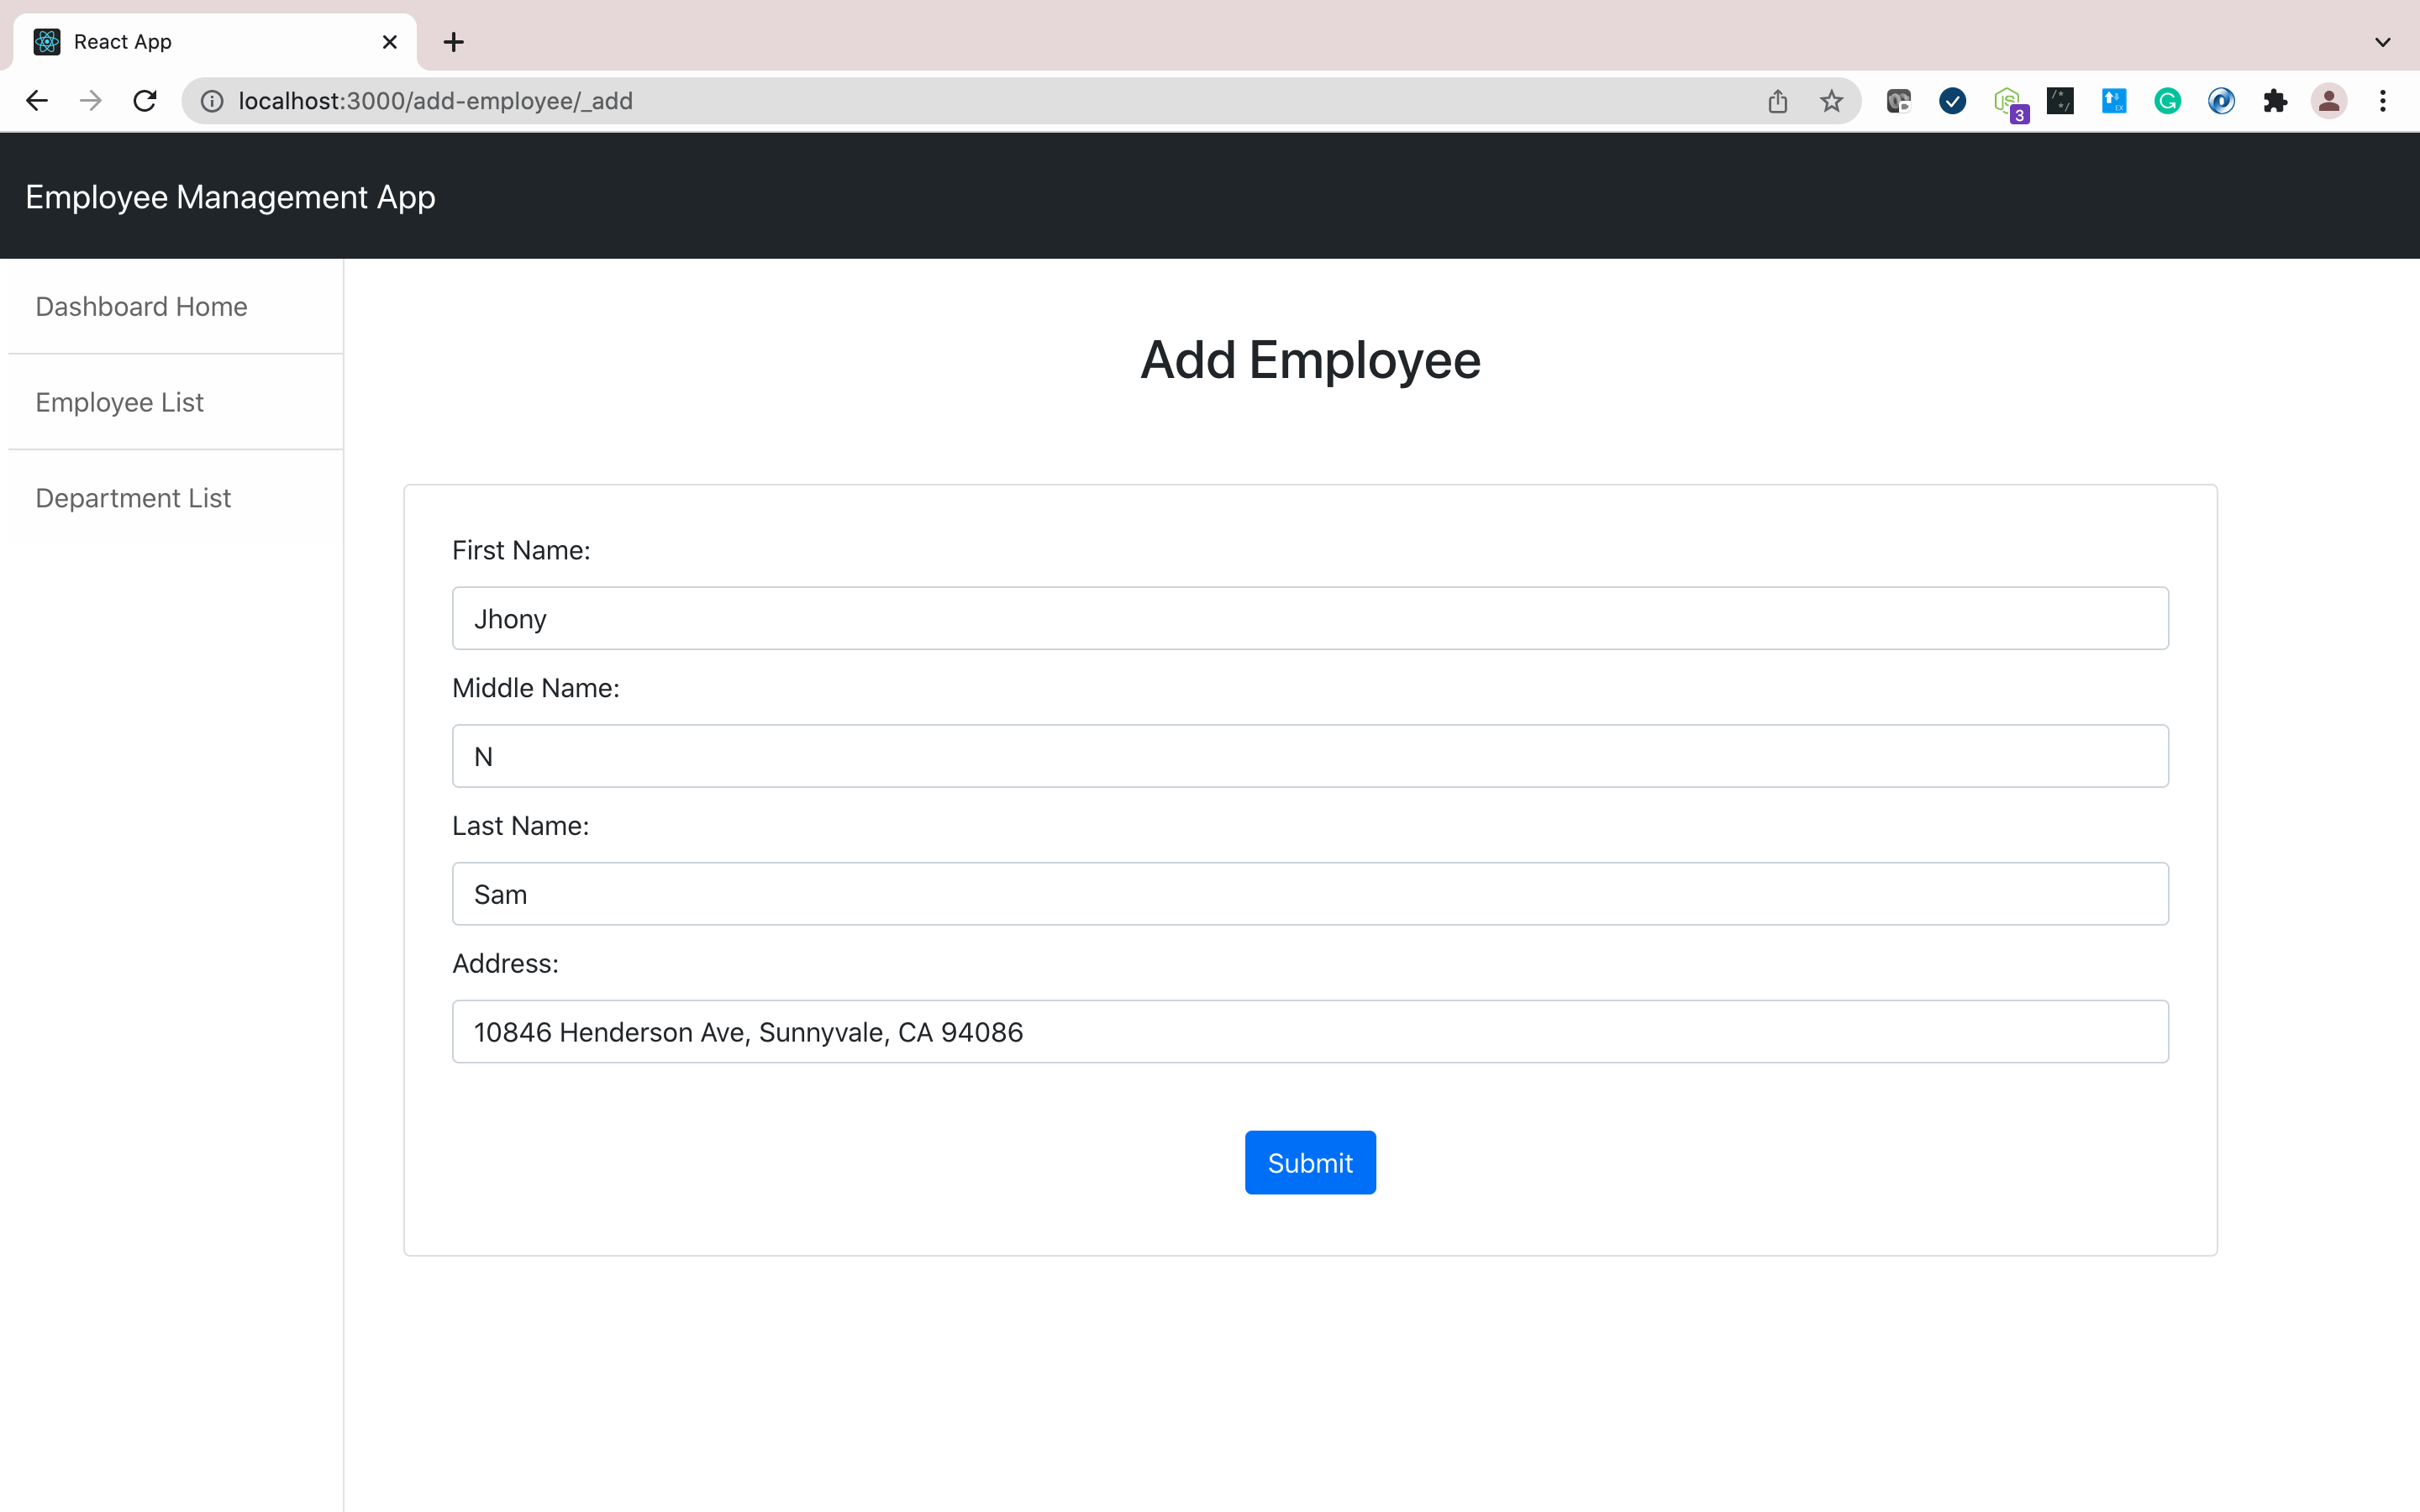 React App
localhost:3000/add-employee/_add
3
Employee Management App
Dashboard Home
Employee List
Department List
Add Employee
First Name:
Jhony
Middle Name:
N
Last Name:
Sam
Address:
10846 Henderson Ave, Sunnyvale, CA 94086
Submit